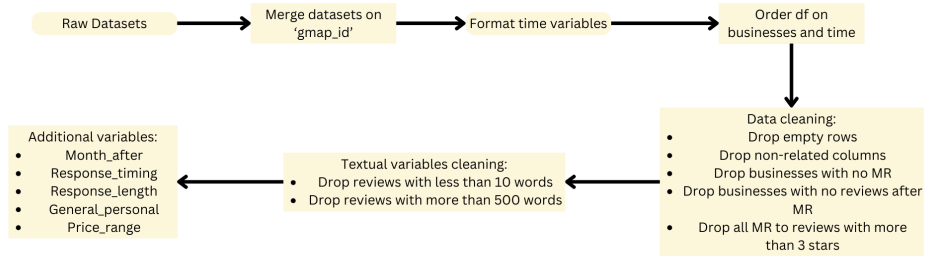 Raw Datasets
Merge datasets on
‘gmap_id’
Format time variables
Order df on
businesses and time
Data cleaning:
• Drop empty rows
• Drop non-related columns
• Drop businesses with no MR
• Drop businesses with no reviews after
MR
• Drop all MR to reviews with more
than 3 stars
Textual variables cleaning:
• Drop reviews with less than 10 words
• Drop reviews with more than 500 words
Additional variables:
• Month_after
• Response_timing
• Response_length
• General_personal
• Price_range